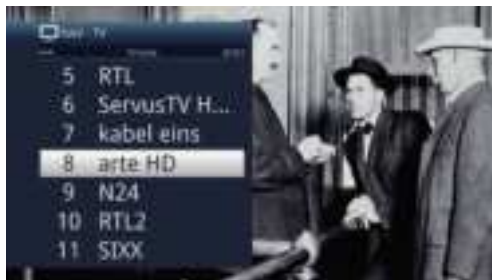 TV
5 RTL
6 ServusTV H...
7 kabel eins
8 arte HD
9 N24
10 RTL2
11 SIXX